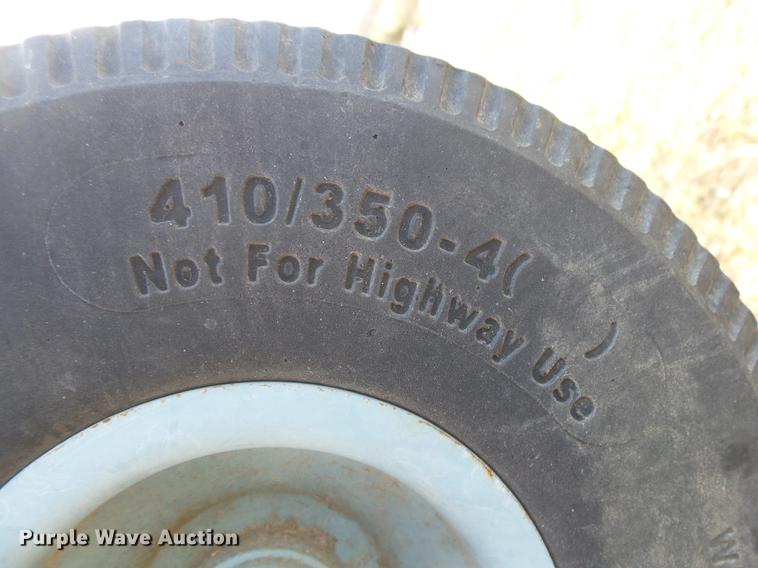 410/350-4( )
Not For Highway Use
W
Purple Wave Auction